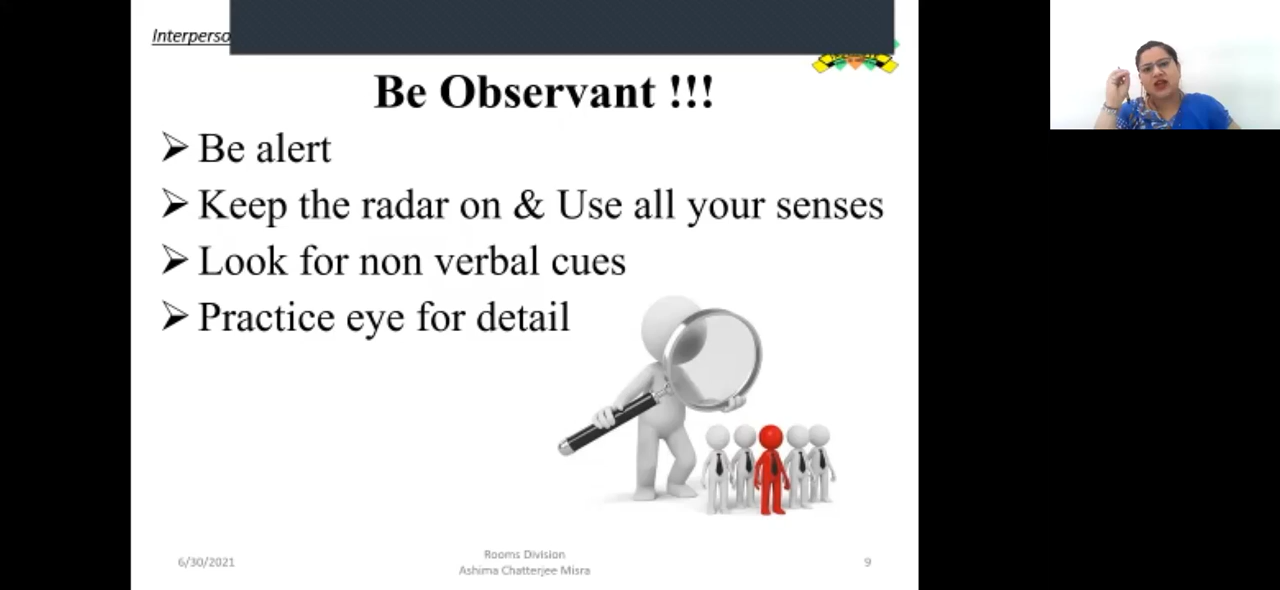 Interperso
Be Observant !!!
➢ Be alert
➢ Keep the radar on & Use all your senses
➢ Look for non verbal cues
➢ Practice eye for detail
6/30/2021
Rooms Division
Ashima Chatterjee Misra
9